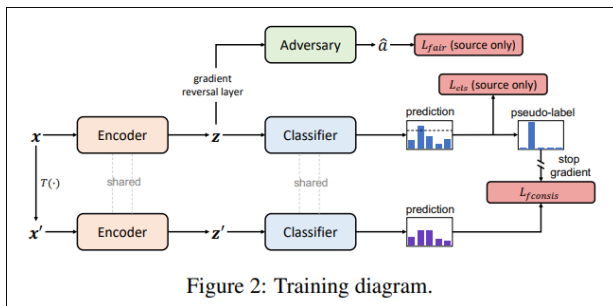 Adversary
â
L_fair (source only)
gradient
reversal layer
L_cls (source only)
prediction
pseudo-label
x
Encoder
z
Classifier
stop
gradient
T(·)
shared
shared
L_fconsis
prediction
x′
Encoder
z′
Classifier
Figure 2: Training diagram.